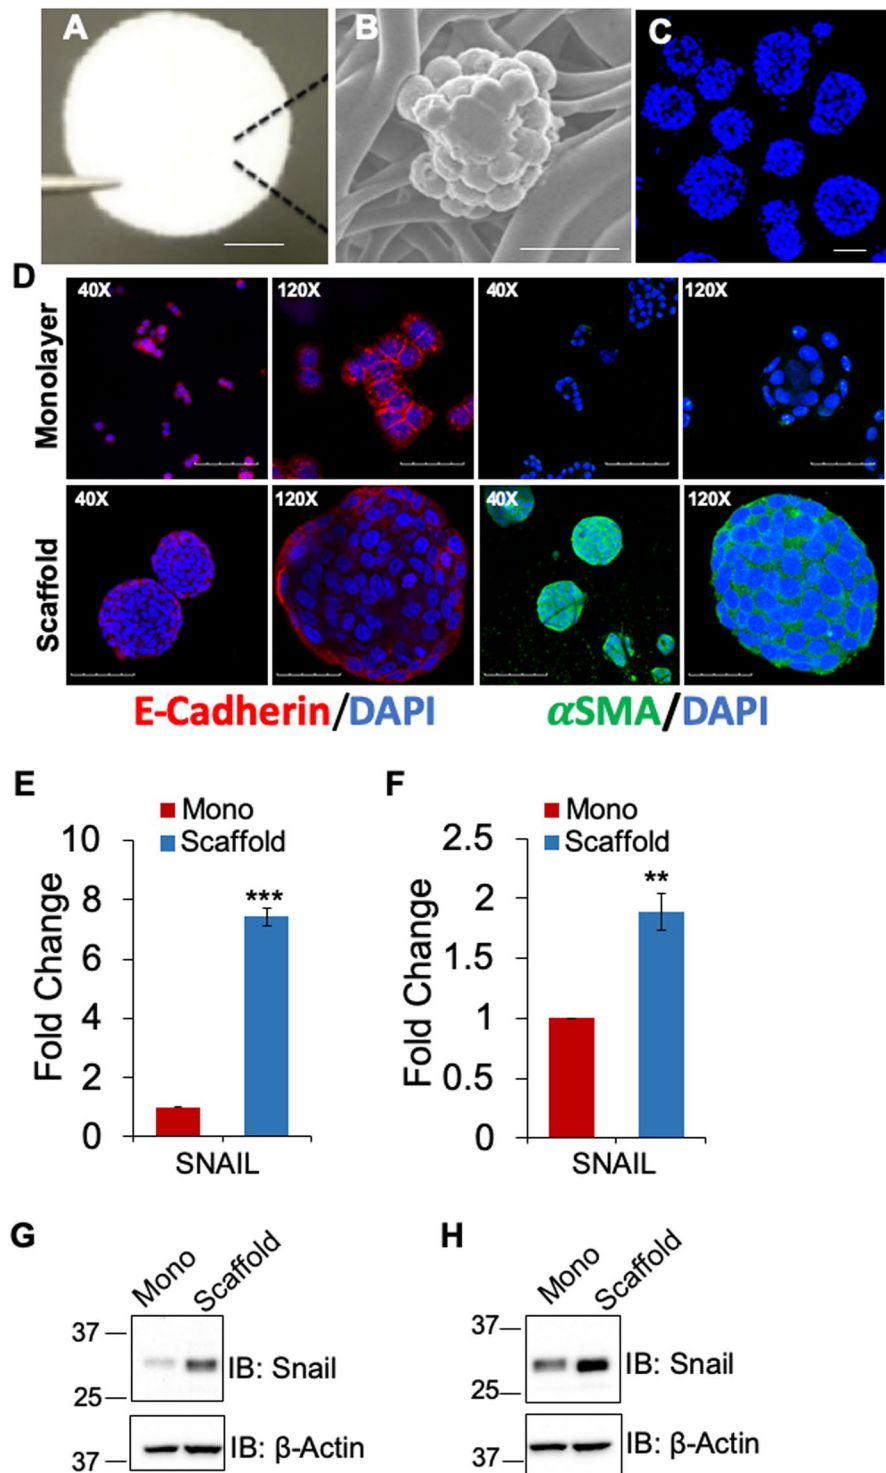 A
B
C
D
Monolayer
40X
120X
40X
120X
Scaffold
40X
120X
40X
120X
E-Cadherin/DAPI
αSMA/DAPI
E
Mono
Scaffold
Fold Change
10
8
6
4
2
0
***
SNAIL
F
Mono
Scaffold
Fold Change
2.5
2
1.5
1
0.5
0
**
SNAIL
G
Mono
Scaffold
37
25
IB: Snail
37
IB: β-Actin
H
Mono
Scaffold
37
25
IB: Snail
37
IB: β-Actin